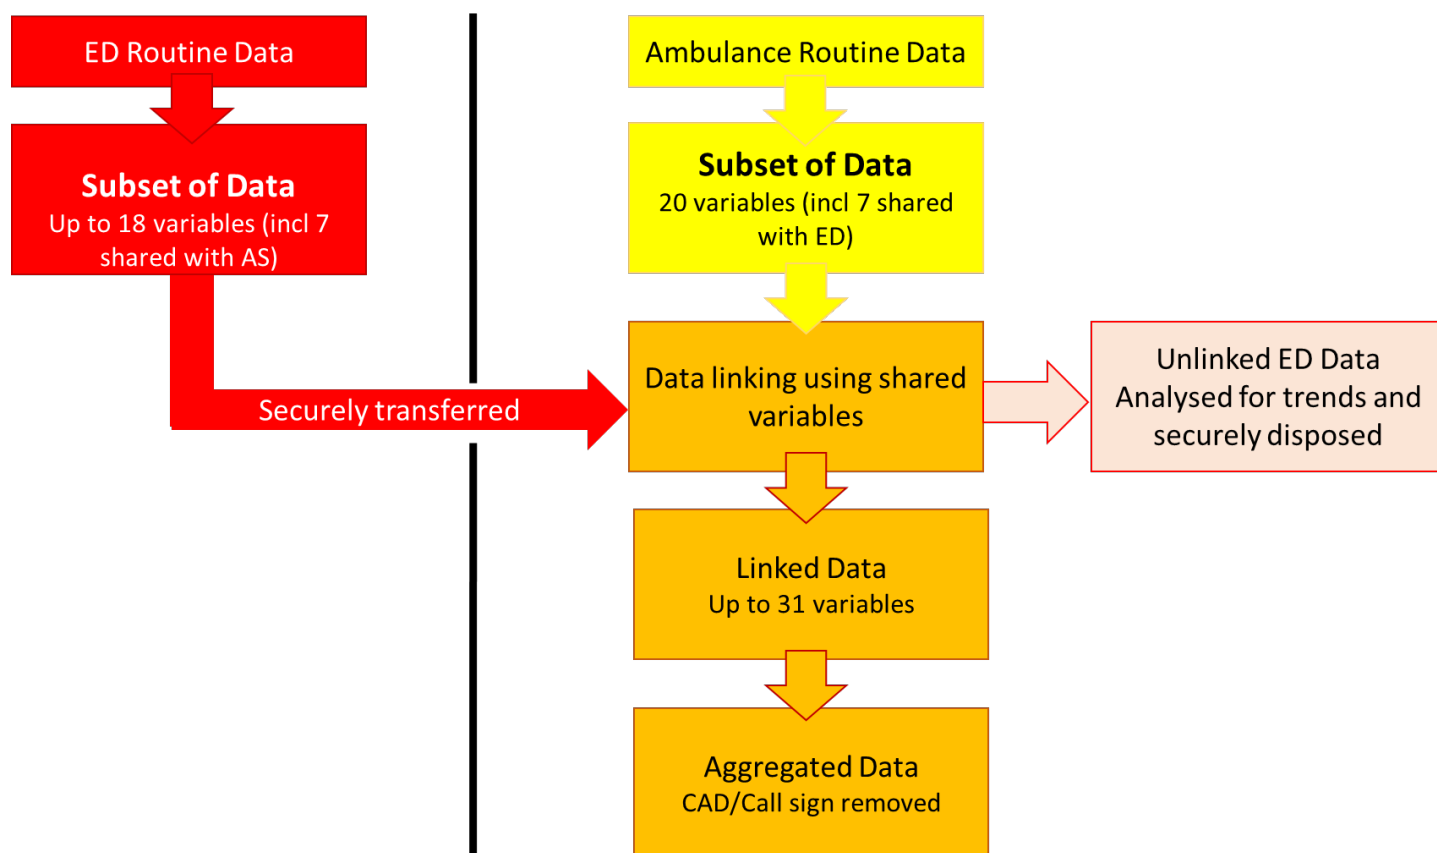 ED Routine Data
Subset of Data
Up to 18 variables (incl 7
shared with AS)
Securely transferred
Ambulance Routine Data
Subset of Data
20 variables (incl 7 shared
with ED)
Data linking using shared
variables
Unlinked ED Data
Analysed for trends and
securely disposed
Linked Data
Up to 31 variables
Aggregated Data
CAD/Call sign removed